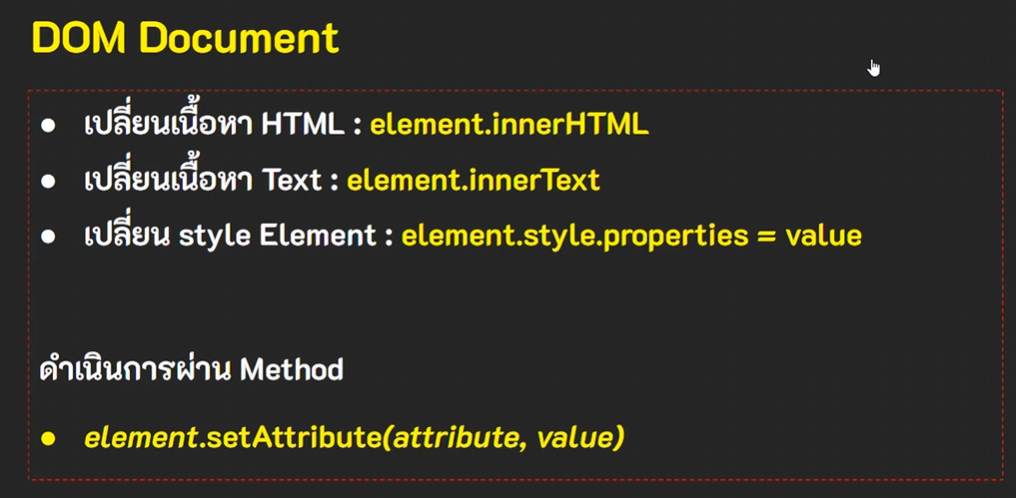 DOM Document
● เปลี่ยนเนื้อหา HTML : element.innerHTML
● เปลี่ยนเนื้อหา Text : element.innerText
● เปลี่ยน style Element : element.style.properties = value
ดำเนินการผ่าน Method
● element.setAttribute(attribute, value)